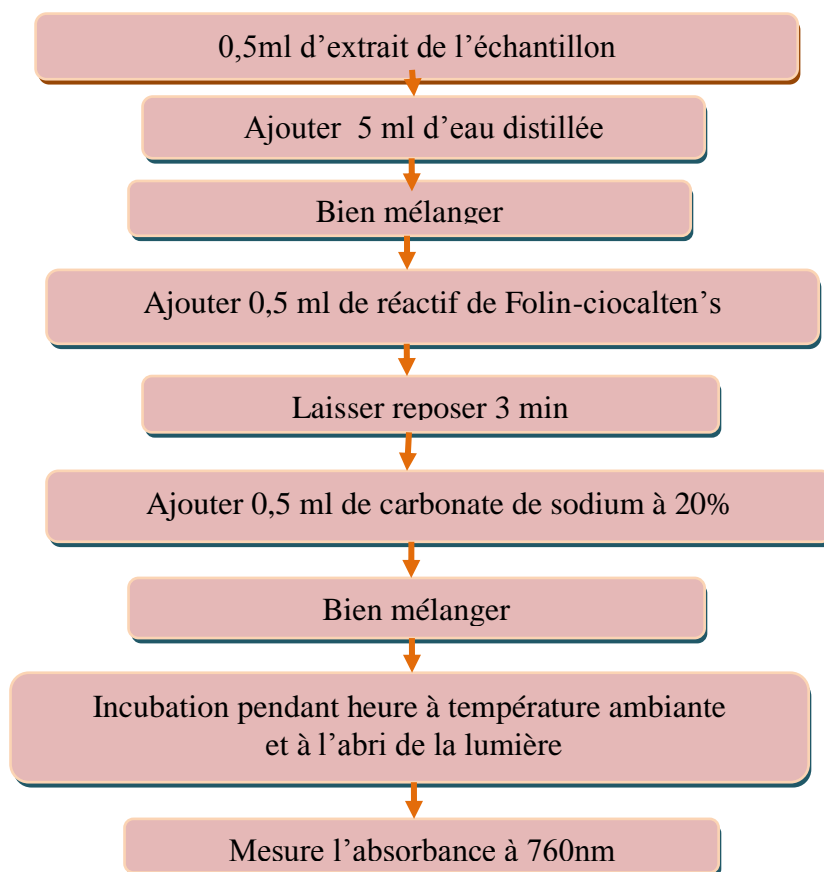 0,5ml d’extrait de l’échantillon
Ajouter 5 ml d’eau distillée
Bien mélanger
Ajouter 0,5 ml de réactif de Folin-ciocalten’s
Laisser reposer 3 min
Ajouter 0,5 ml de carbonate de sodium à 20%
Bien mélanger
Incubation pendant heure à température ambiante
et à l’abri de la lumière
Mesure l’absorbance à 760nm